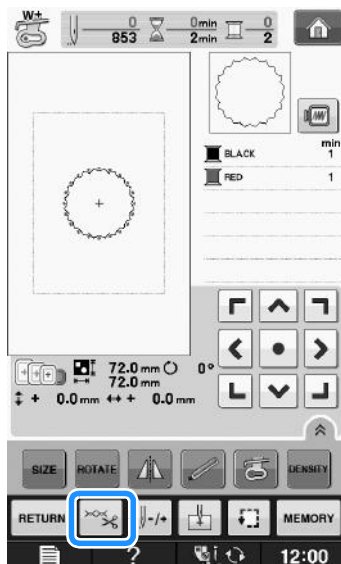 W+
0 0min 0
853 2min 2
min
BLACK 1
RED 1
72.0 mm 0°
72.0 mm
+ 0.0 mm + 0.0 mm
SIZE ROTATE DENSITY
RETURN -/+ MEMORY
? i 12:00